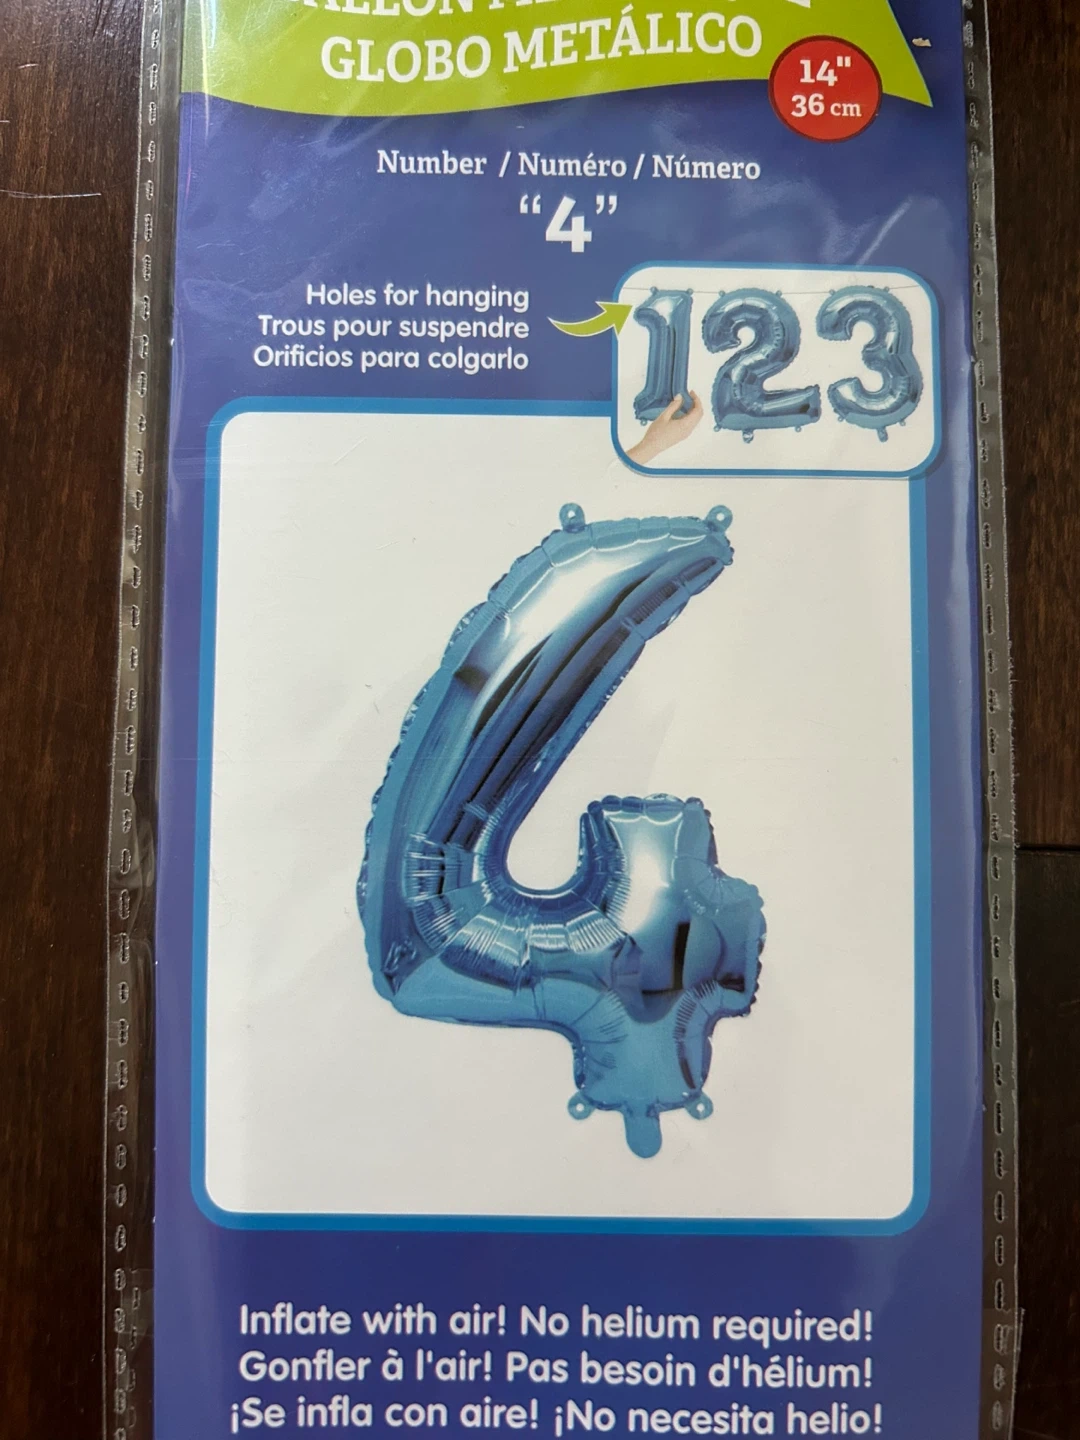 GLOBO METÁLICO
14"
36 cm
Number / Numéro / Número
“4”
Holes for hanging
Trous pour suspendre
Orificios para colgarlo
Inflate with air! No helium required!
Gonfler à l'air! Pas besoin d'hélium!
¡Se infla con aire! ¡No necesita helio!